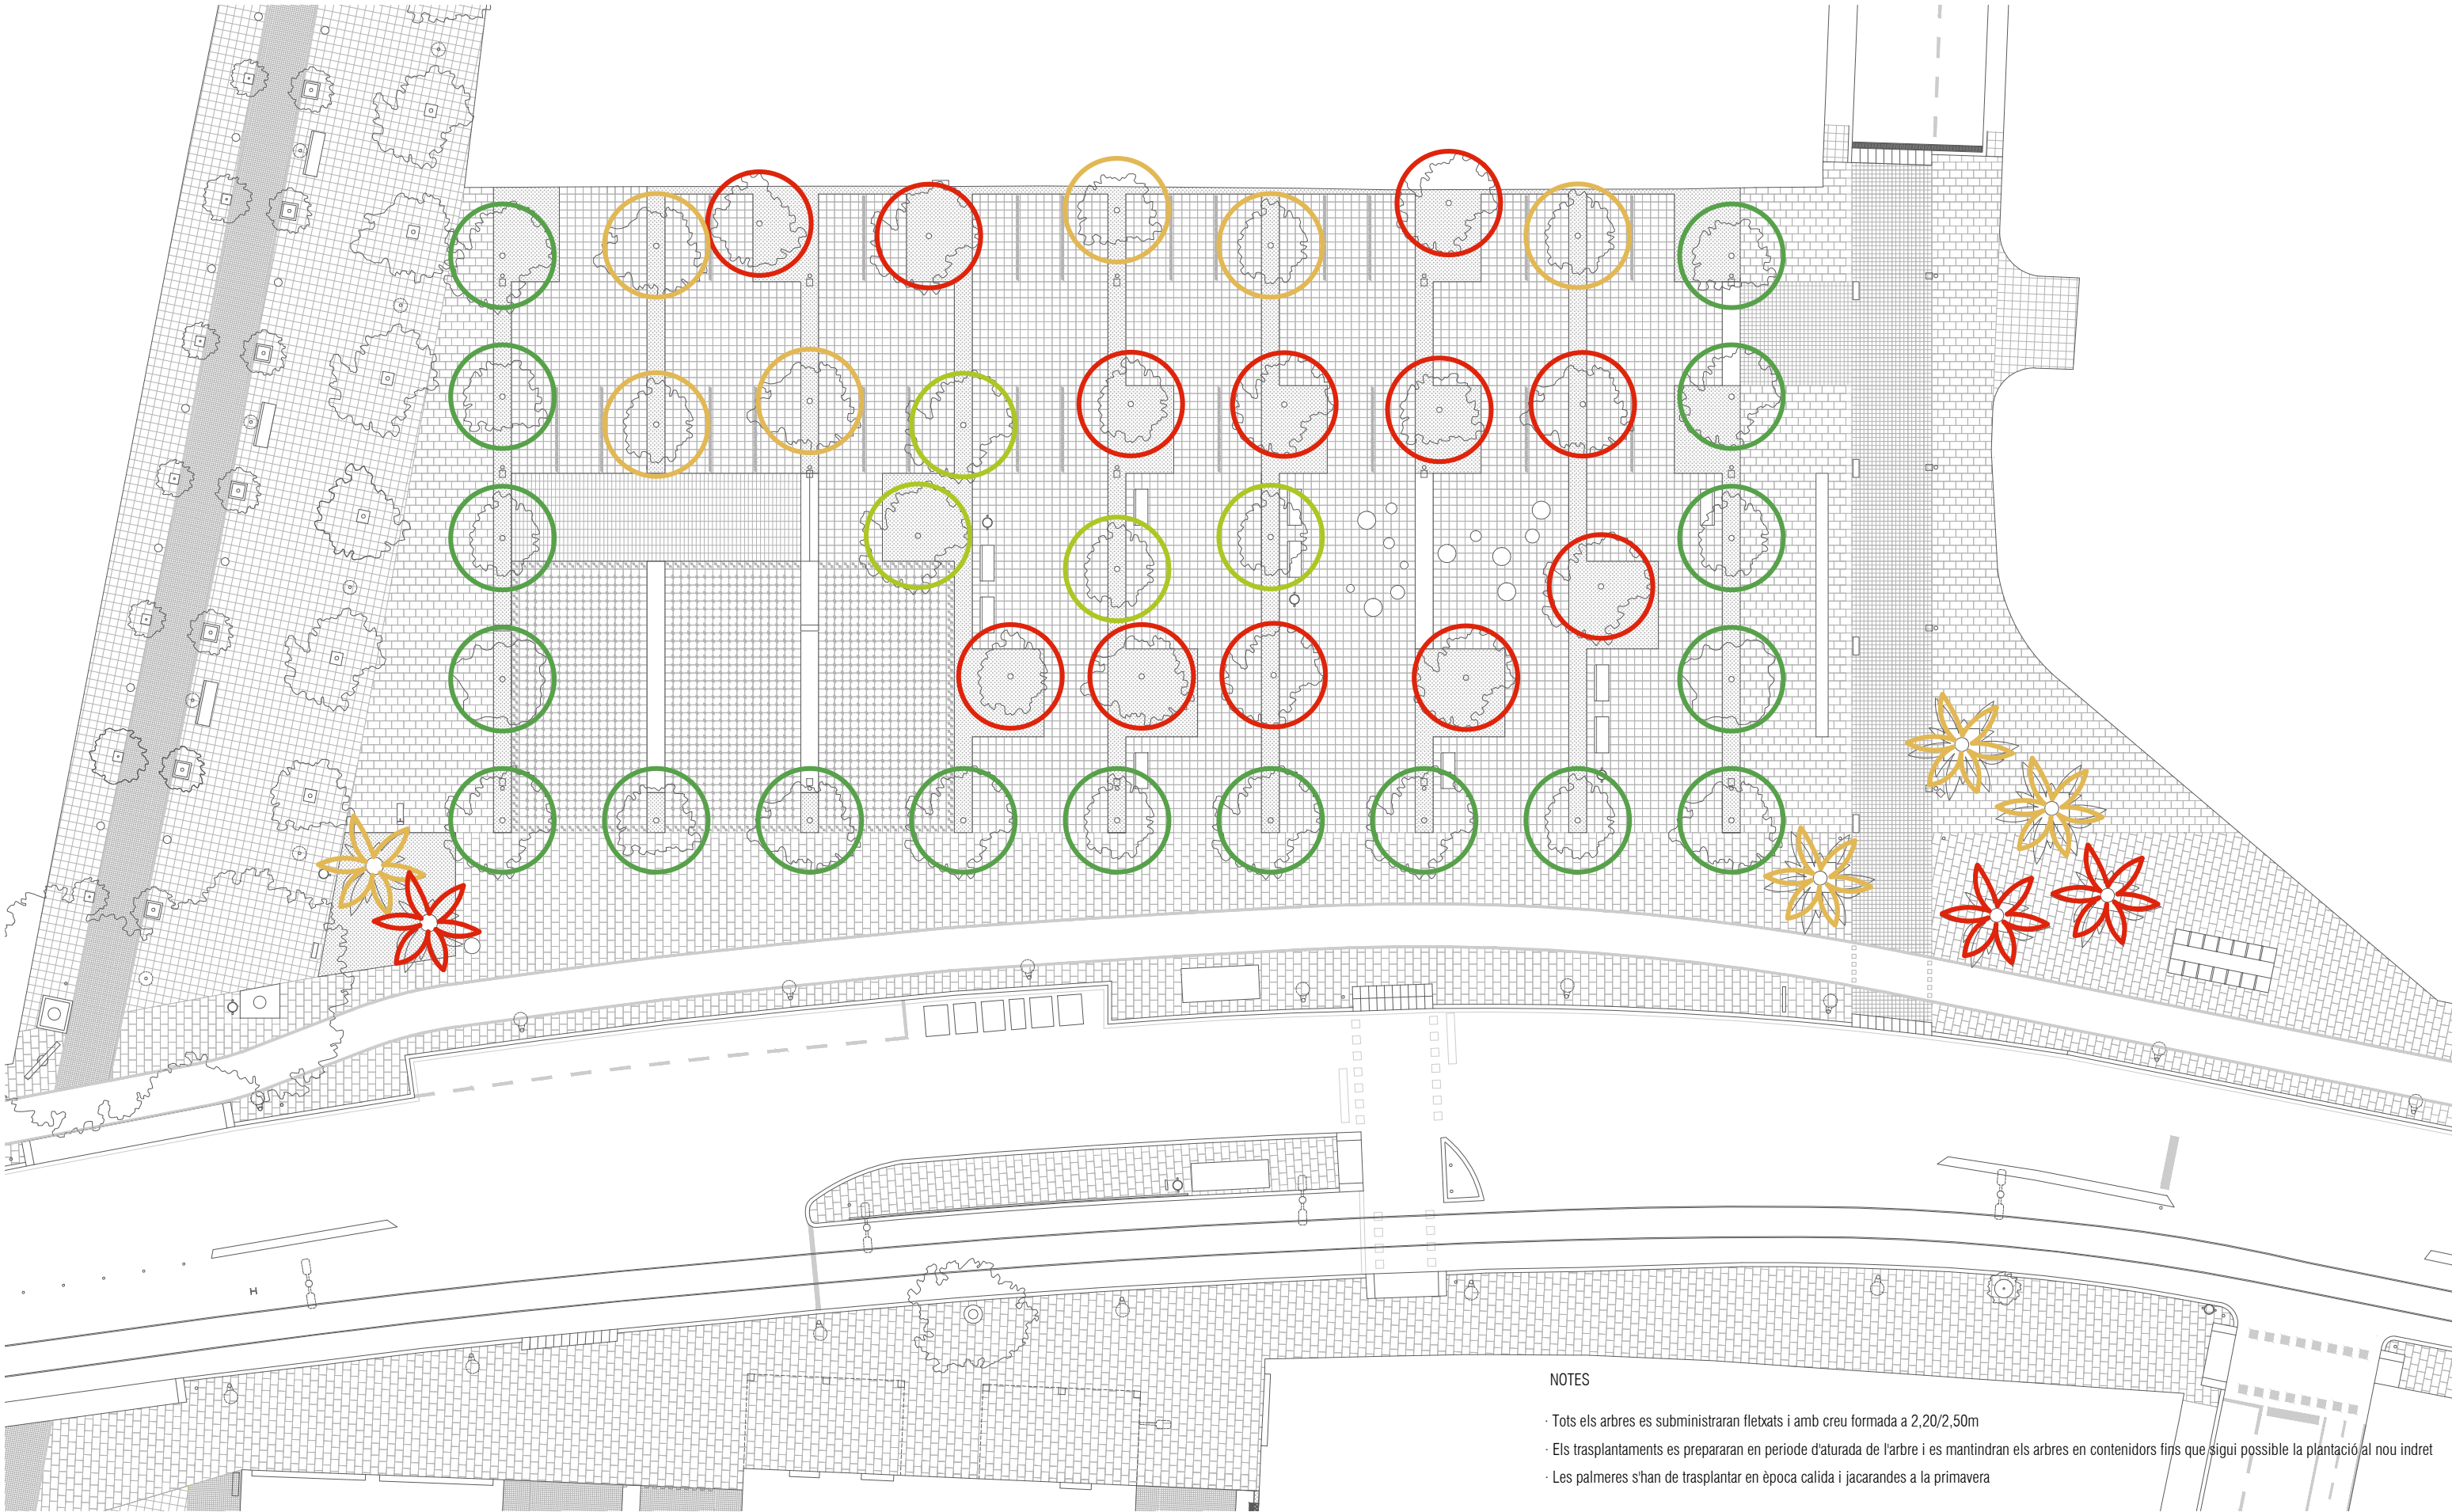 NOTES
· Tots els arbres es subministraran fletxats i amb creu formada a 2,20/2,50m
· Els trasplantaments es prepararan en periode d'aturada de l'arbre i es mantindran els arbres en contenidors fins que sigui possible la plantació al nou indret
· Les palmeres s'han de trasplantar en època calida i jacarandes a la primavera